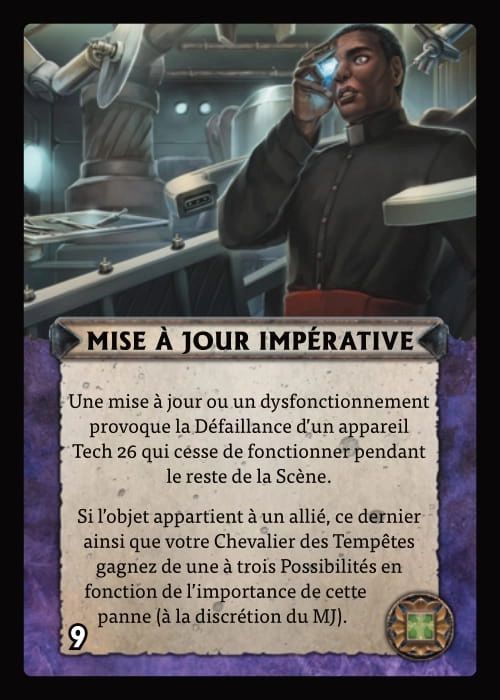 MISE À JOUR IMPÉRATIVE
Une mise à jour ou un dysfonctionnement
provoque la Défaillance d'un appareil
Tech 26 qui cesse de fonctionner pendant
le reste de la Scène.
Si l'objet appartient à un allié, ce dernier
ainsi que votre Chevalier des Tempêtes
gagnez de une à trois Possibilités en
fonction de l'importance de cette
panne (à la discrétion du MJ).
9